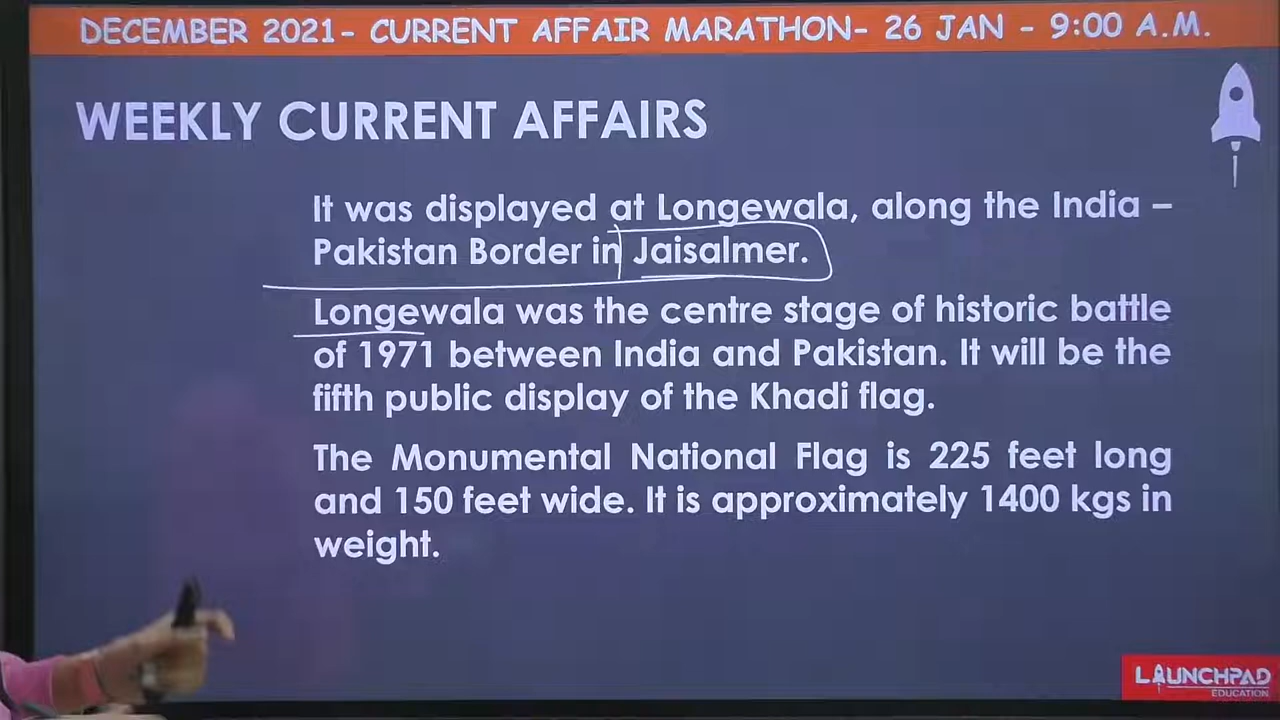 DECEMBER 2021- CURRENT AFFAIR MARATHON- 26 JAN - 9:00 A.M.
WEEKLY CURRENT AFFAIRS
It was displayed at Longewala, along the India –
Pakistan Border in Jaisalmer.
Longewala was the centre stage of historic battle
of 1971 between India and Pakistan. It will be the
fifth public display of the Khadi flag.
The Monumental National Flag is 225 feet long
and 150 feet wide. It is approximately 1400 kgs in
weight.
LAUNCHPAD
EDUCATION